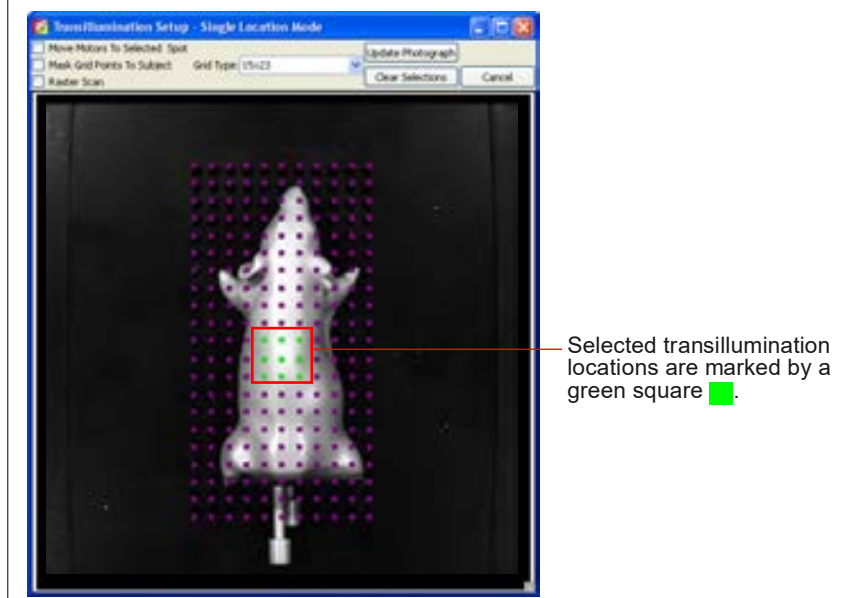 Transillumination Setup - Single Location Mode
Move Motors To Selected Spot
Update Photograph
Mask Grid Points To Subject Grid Type:
Clear Selections Cancel
Raster Scan
Selected transillumination
locations are marked by a
green square .